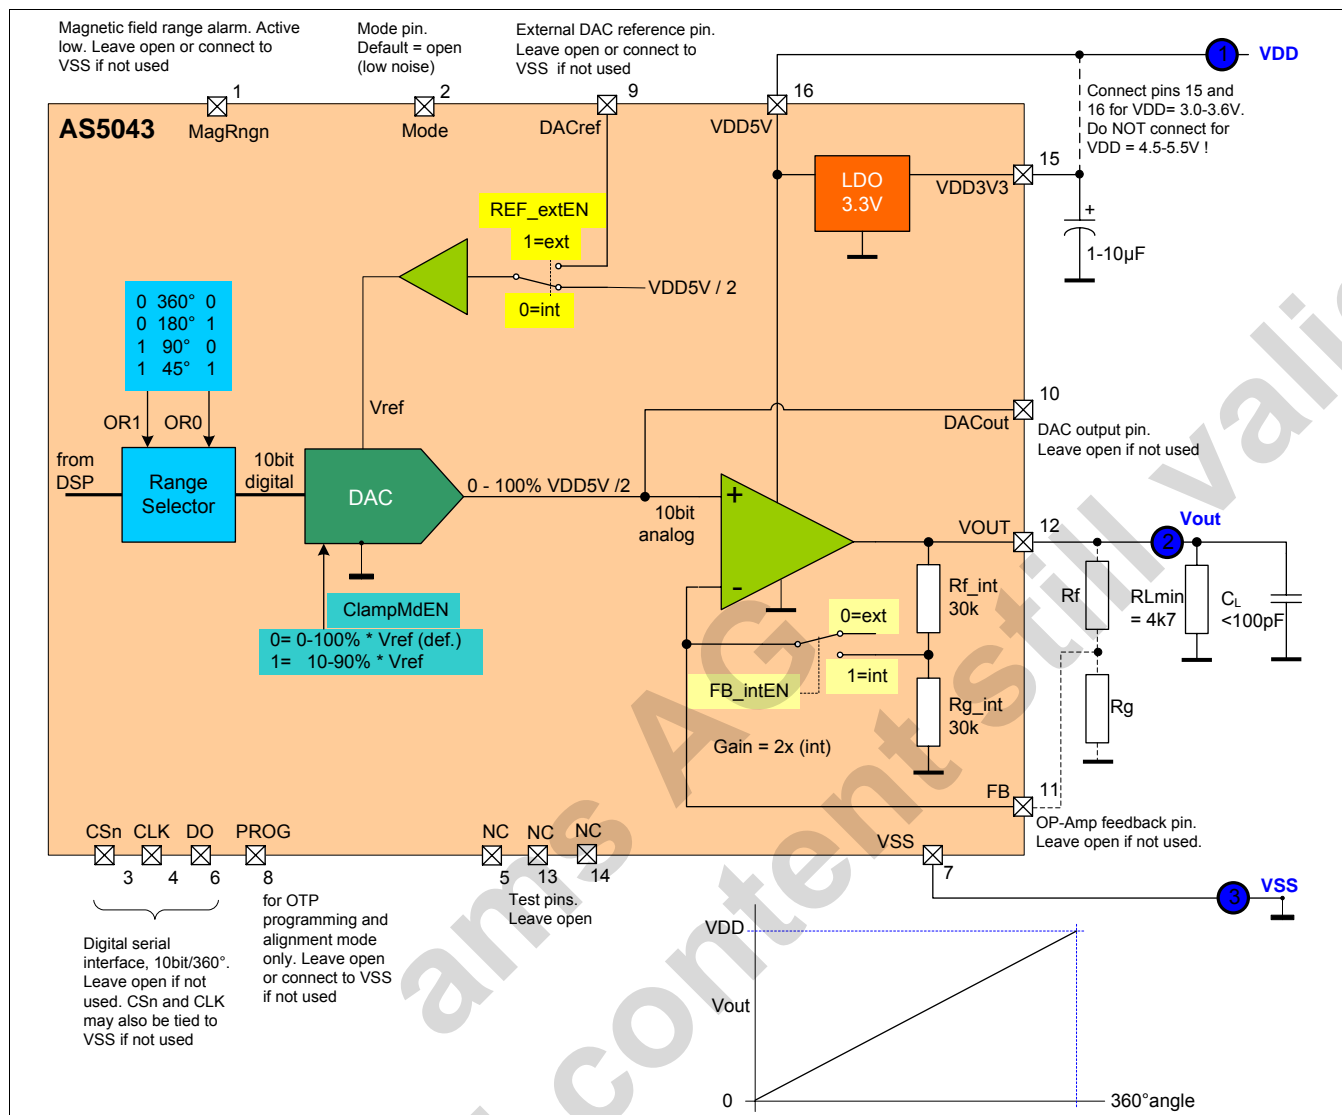 Magnetic field range alarm. Active
low. Leave open or connect to
VSS if not used
Mode pin.
Default = open
(low noise)
External DAC reference pin.
Leave open or connect to
VSS if not used
1
VDD
1
2
9
16
AS5043
MagRngn
Mode
DACref
VDD5V
Connect pins 15 and
16 for VDD= 3.0-3.6V.
Do NOT connect for
VDD = 4.5-5.5V !
15
LDO
3.3V
VDD3V3
REF_extEN
1=ext
VDD5V / 2
0=int
+
1-10µF
0 360° 0
0 180° 1
1 90° 0
1 45° 1
OR1
OR0
Vref
10
DACout
DAC output pin.
Leave open if not used
from
DSP
Range
Selector
10bit
digital
DAC
0 - 100% VDD5V /2
10bit
analog
+
-
VOUT
12
Vout
2
Rf_int
30k
Rf
RLmin
= 4k7
CL
<100pF
ClampMdEN
0= 0-100% * Vref (def.)
1= 10-90% * Vref
0=ext
1=int
FB_intEN
Rg_int
30k
Rg
Gain = 2x (int)
FB
11
OP-Amp feedback pin.
Leave open if not used.
CSn
CLK
DO
PROG
NC
NC
NC
VSS
3
4
6
8
5
13
14
7
3
VSS
for OTP
programming and
alignment mode
only. Leave open
or connect to VSS
if not used
Test pins.
Leave open
Digital serial
interface, 10bit/360°.
Leave open if not
used. CSn and CLK
may also be tied to
VSS if not used
VDD
Vout
0
360°angle
ams AG
content still valid